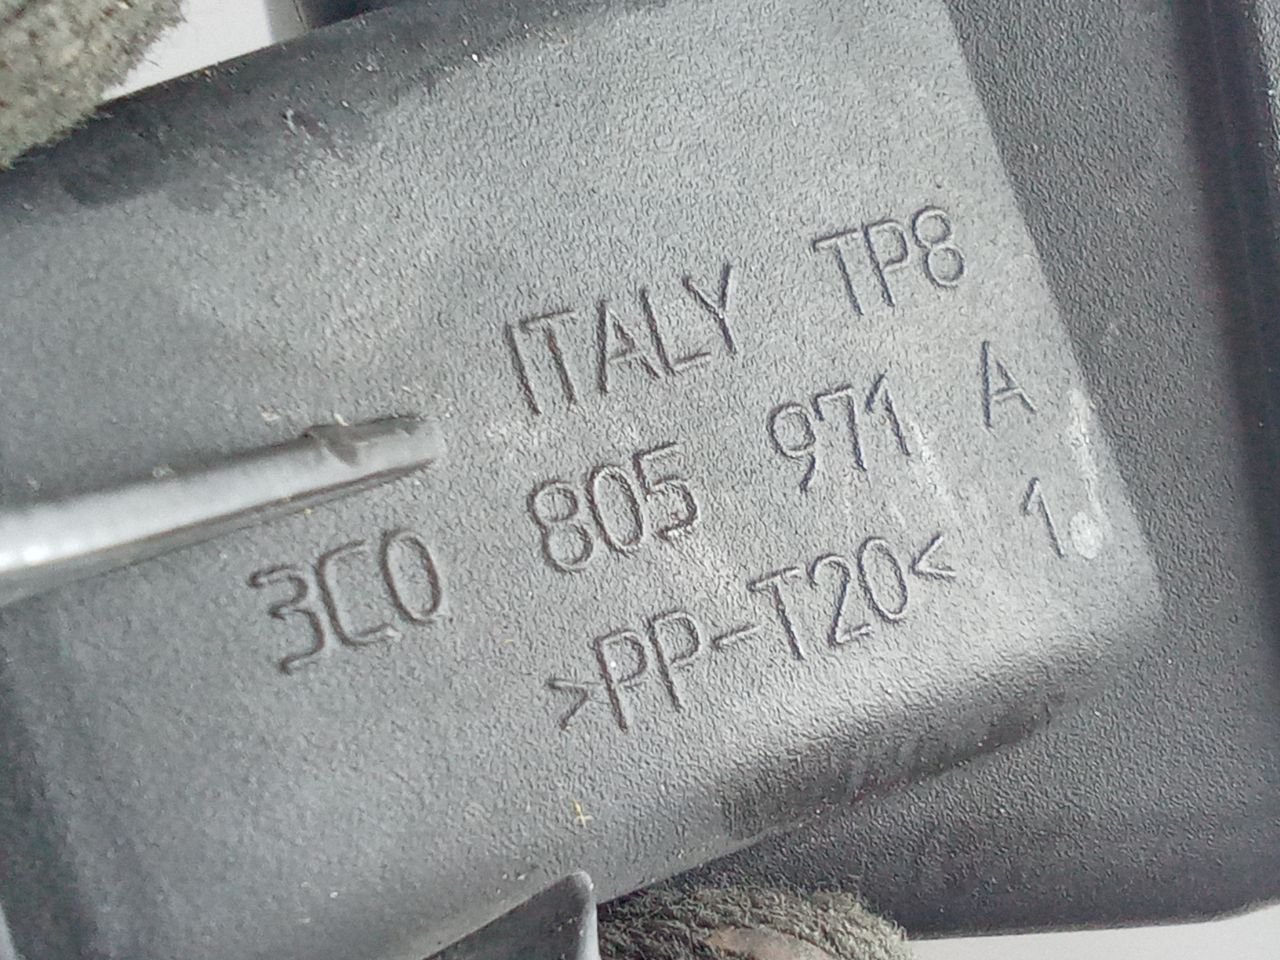 ITALY TP8
3C0 805 971 A
>PP-T20< 1